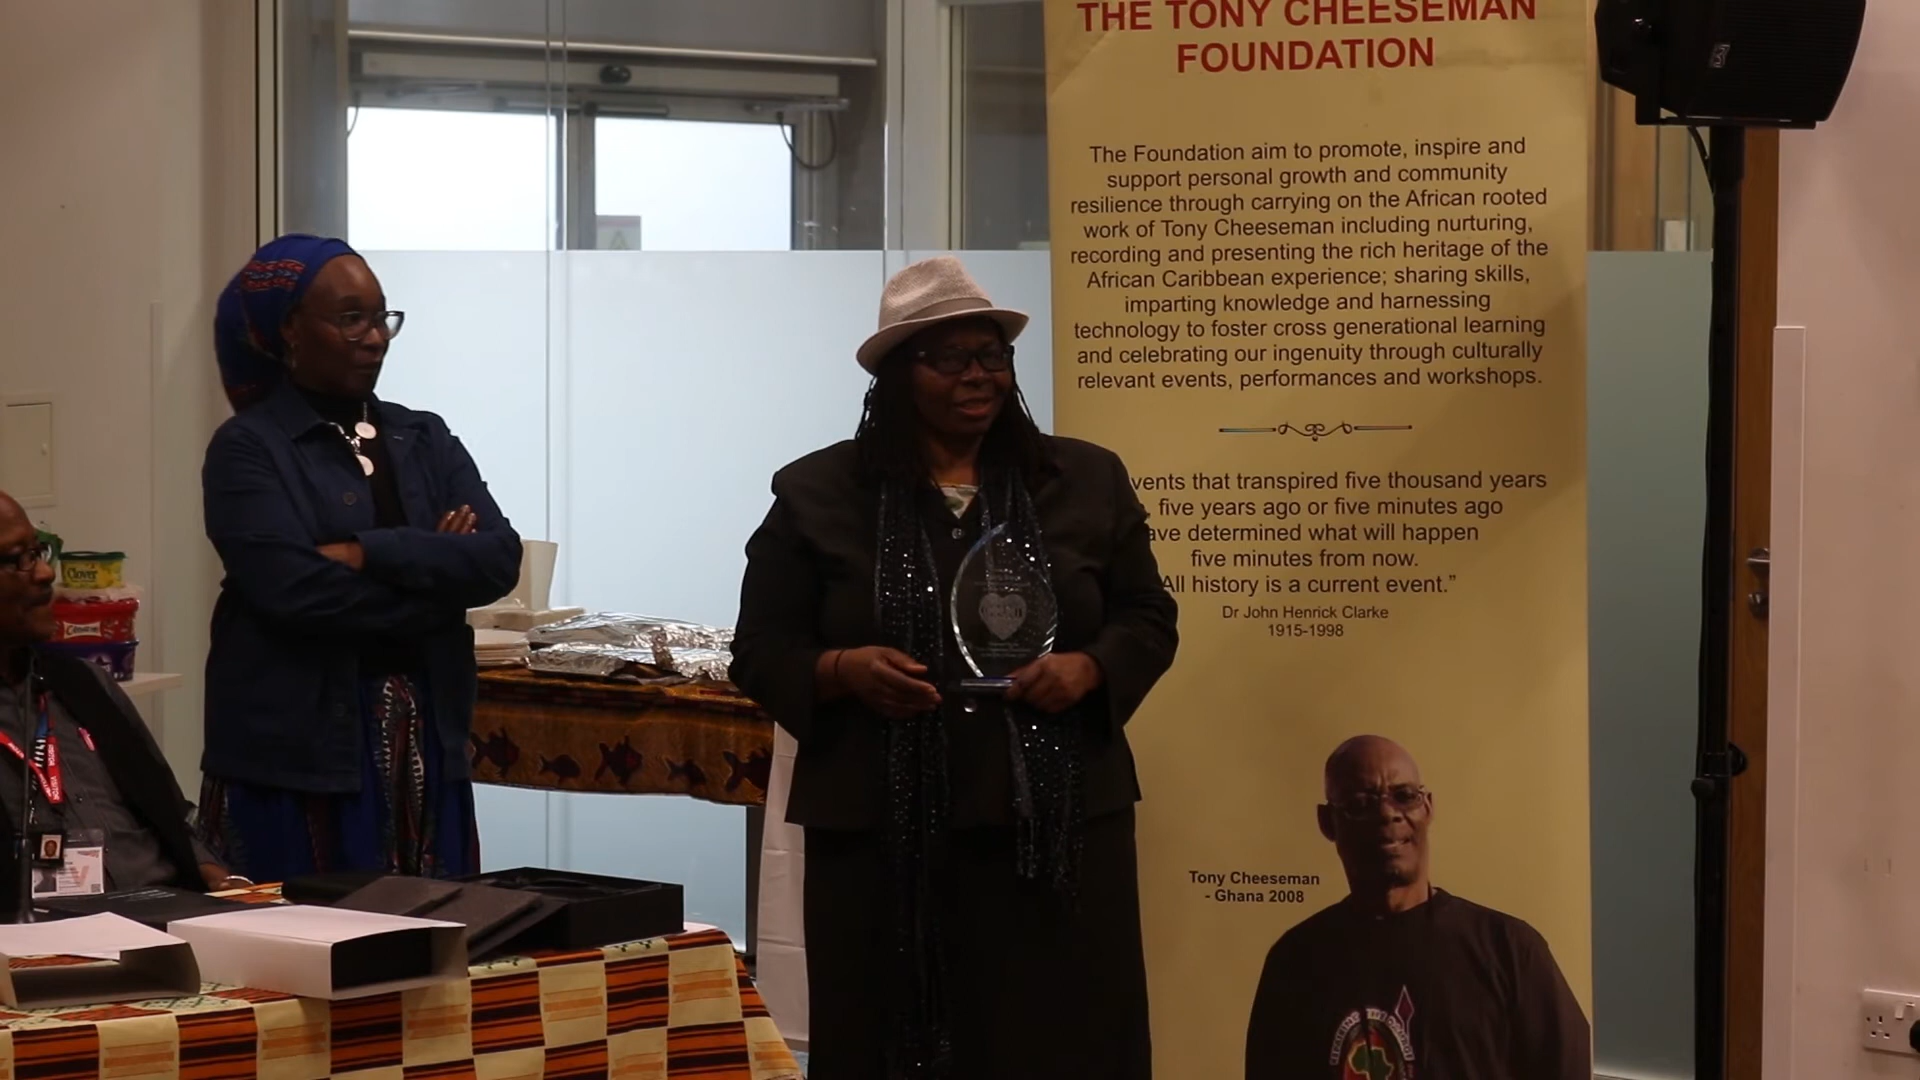 THE TONY CHEESEMAN
FOUNDATION
The Foundation aim to promote, inspire and
support personal growth and community
resilience through carrying on the African rooted
work of Tony Cheeseman including nurturing,
recording and presenting the rich heritage of the
African Caribbean experience; sharing skills,
imparting knowledge and harnessing
technology to foster cross generational learning
and celebrating our ingenuity through culturally
relevant events, performances and workshops.
vents that transpired five thousand years
, five years ago or five minutes ago
ave determined what will happen
five minutes from now.
All history is a current event.”
Dr John Henrick Clarke
1915-1998
Tony Cheeseman
- Ghana 2008
Clover
VISITOR